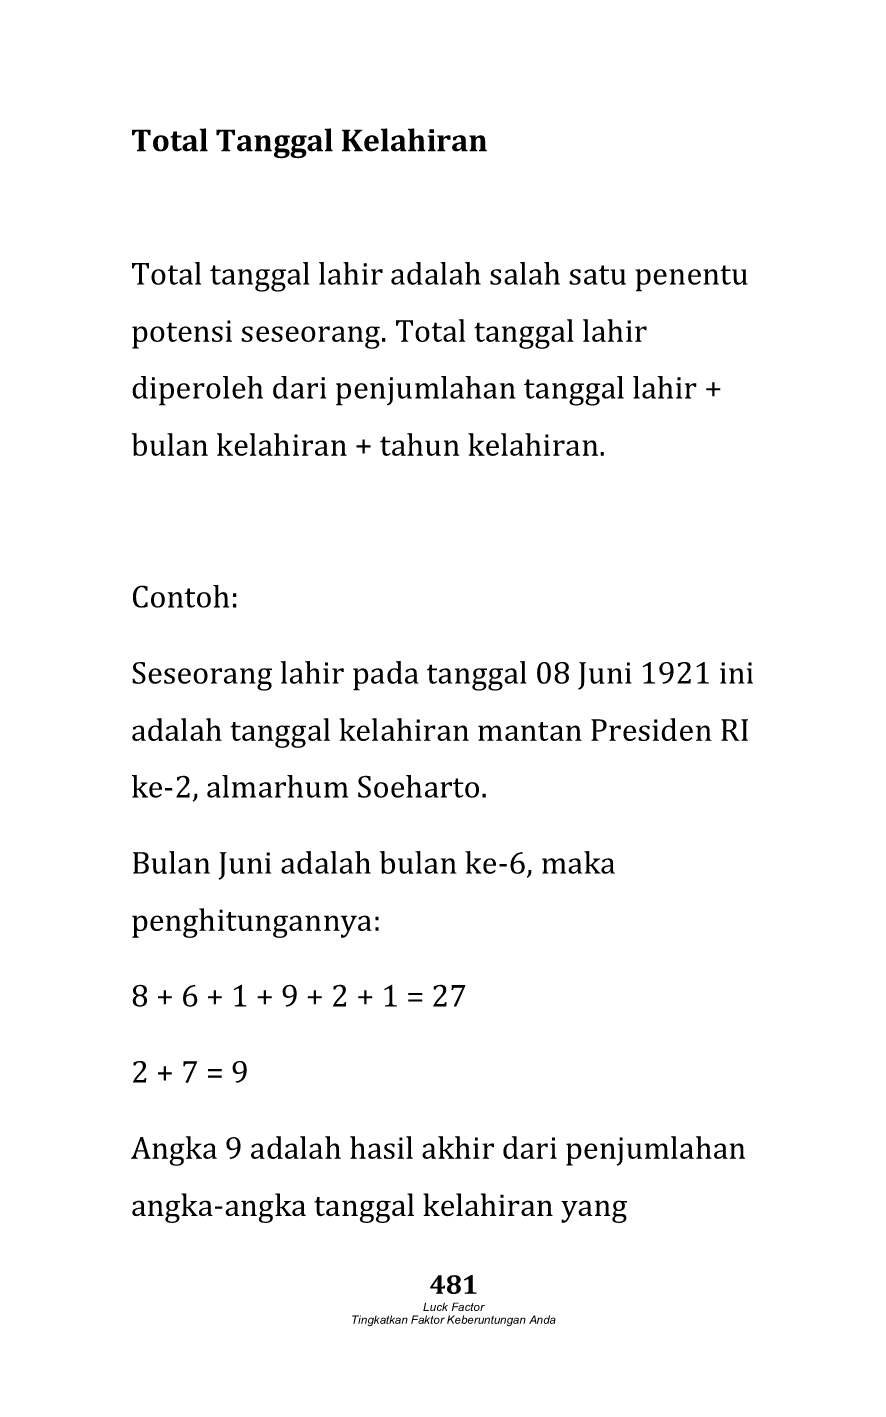 Total Tanggal Kelahiran
Total tanggal lahir adalah salah satu penentu
potensi seseorang. Total tanggal lahir
diperoleh dari penjumlahan tanggal lahir +
bulan kelahiran + tahun kelahiran.
Contoh:
Seseorang lahir pada tanggal 08 Juni 1921 ini
adalah tanggal kelahiran mantan Presiden RI
ke-2, almarhum Soeharto.
Bulan Juni adalah bulan ke-6, maka
penghitungannya:
8 + 6 + 1 + 9 + 2 + 1 = 27
2 + 7 = 9
Angka 9 adalah hasil akhir dari penjumlahan
angka-angka tanggal kelahiran yang
481
Luck Factor
Tingkatkan Faktor Keberuntungan Anda